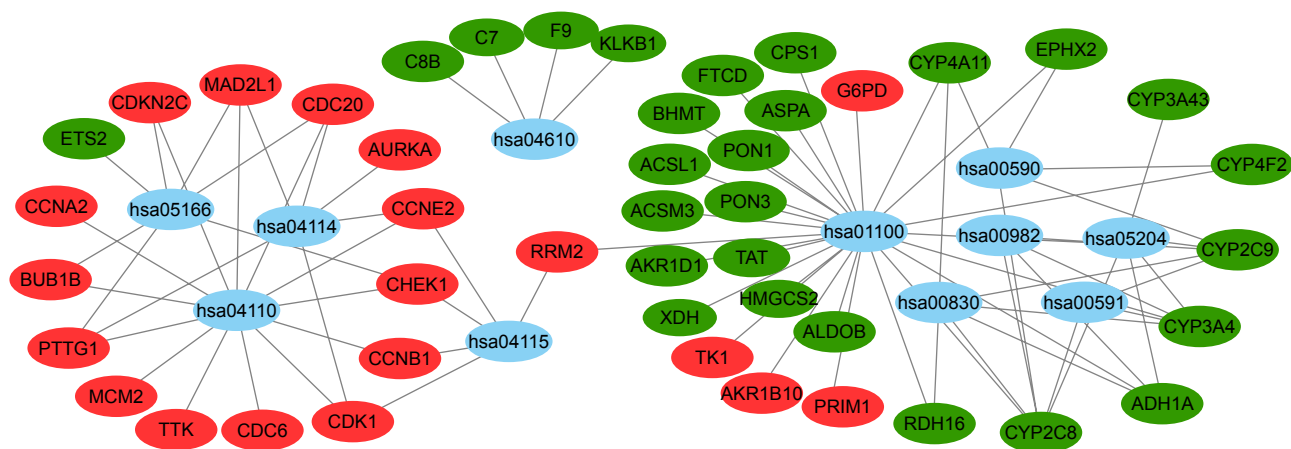 C7
F9
KLKB1
C8B
CPS1
EPHX2
CYP4A11
FTCD
MAD2L1
G6PD
CDKN2C
CDC20
CYP3A43
ASPA
BHMT
ETS2
hsa04610
AURKA
PON1
ACSL1
hsa00590
CYP4F2
CCNA2
hsa05166
CCNE2
PON3
ACSM3
hsa04114
hsa01100
hsa00982
hsa05204
RRM2
CYP2C9
TAT
AKR1D1
BUB1B
CHEK1
HMGCS2
hsa00830
hsa00591
hsa04110
XDH
CYP3A4
ALDOB
hsa04115
PTTG1
CCNB1
TK1
AKR1B10
MCM2
PRIM1
ADH1A
TTK
CDC6
CDK1
RDH16
CYP2C8